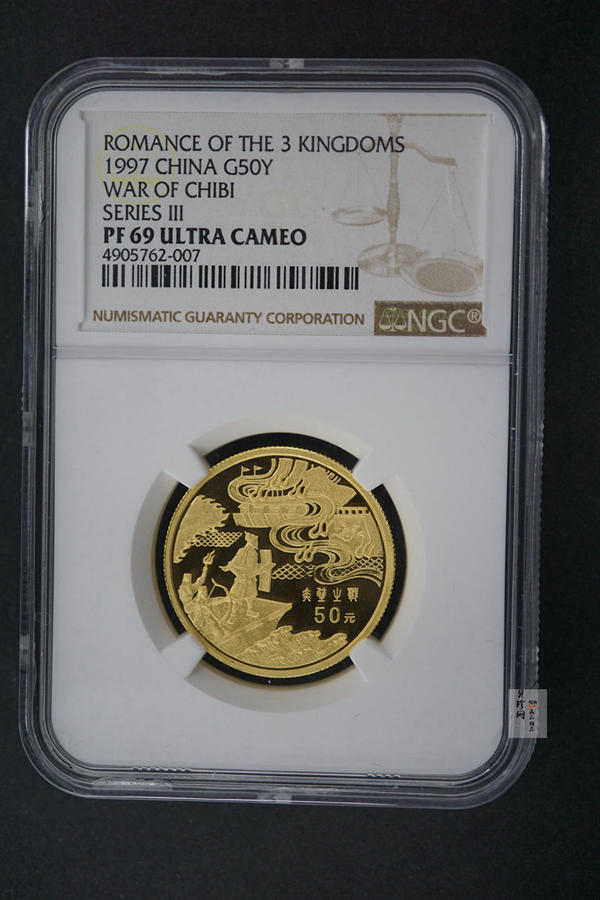 ROMANCE OF THE 3 KINGDOMS
1997 CHINA G50Y
WAR OF CHIBI
SERIES III
PF 69 ULTRA CAMEO
4905762-007
NUMISMATIC GUARANTY CORPORATION
NGC®
赤壁之戰
50元